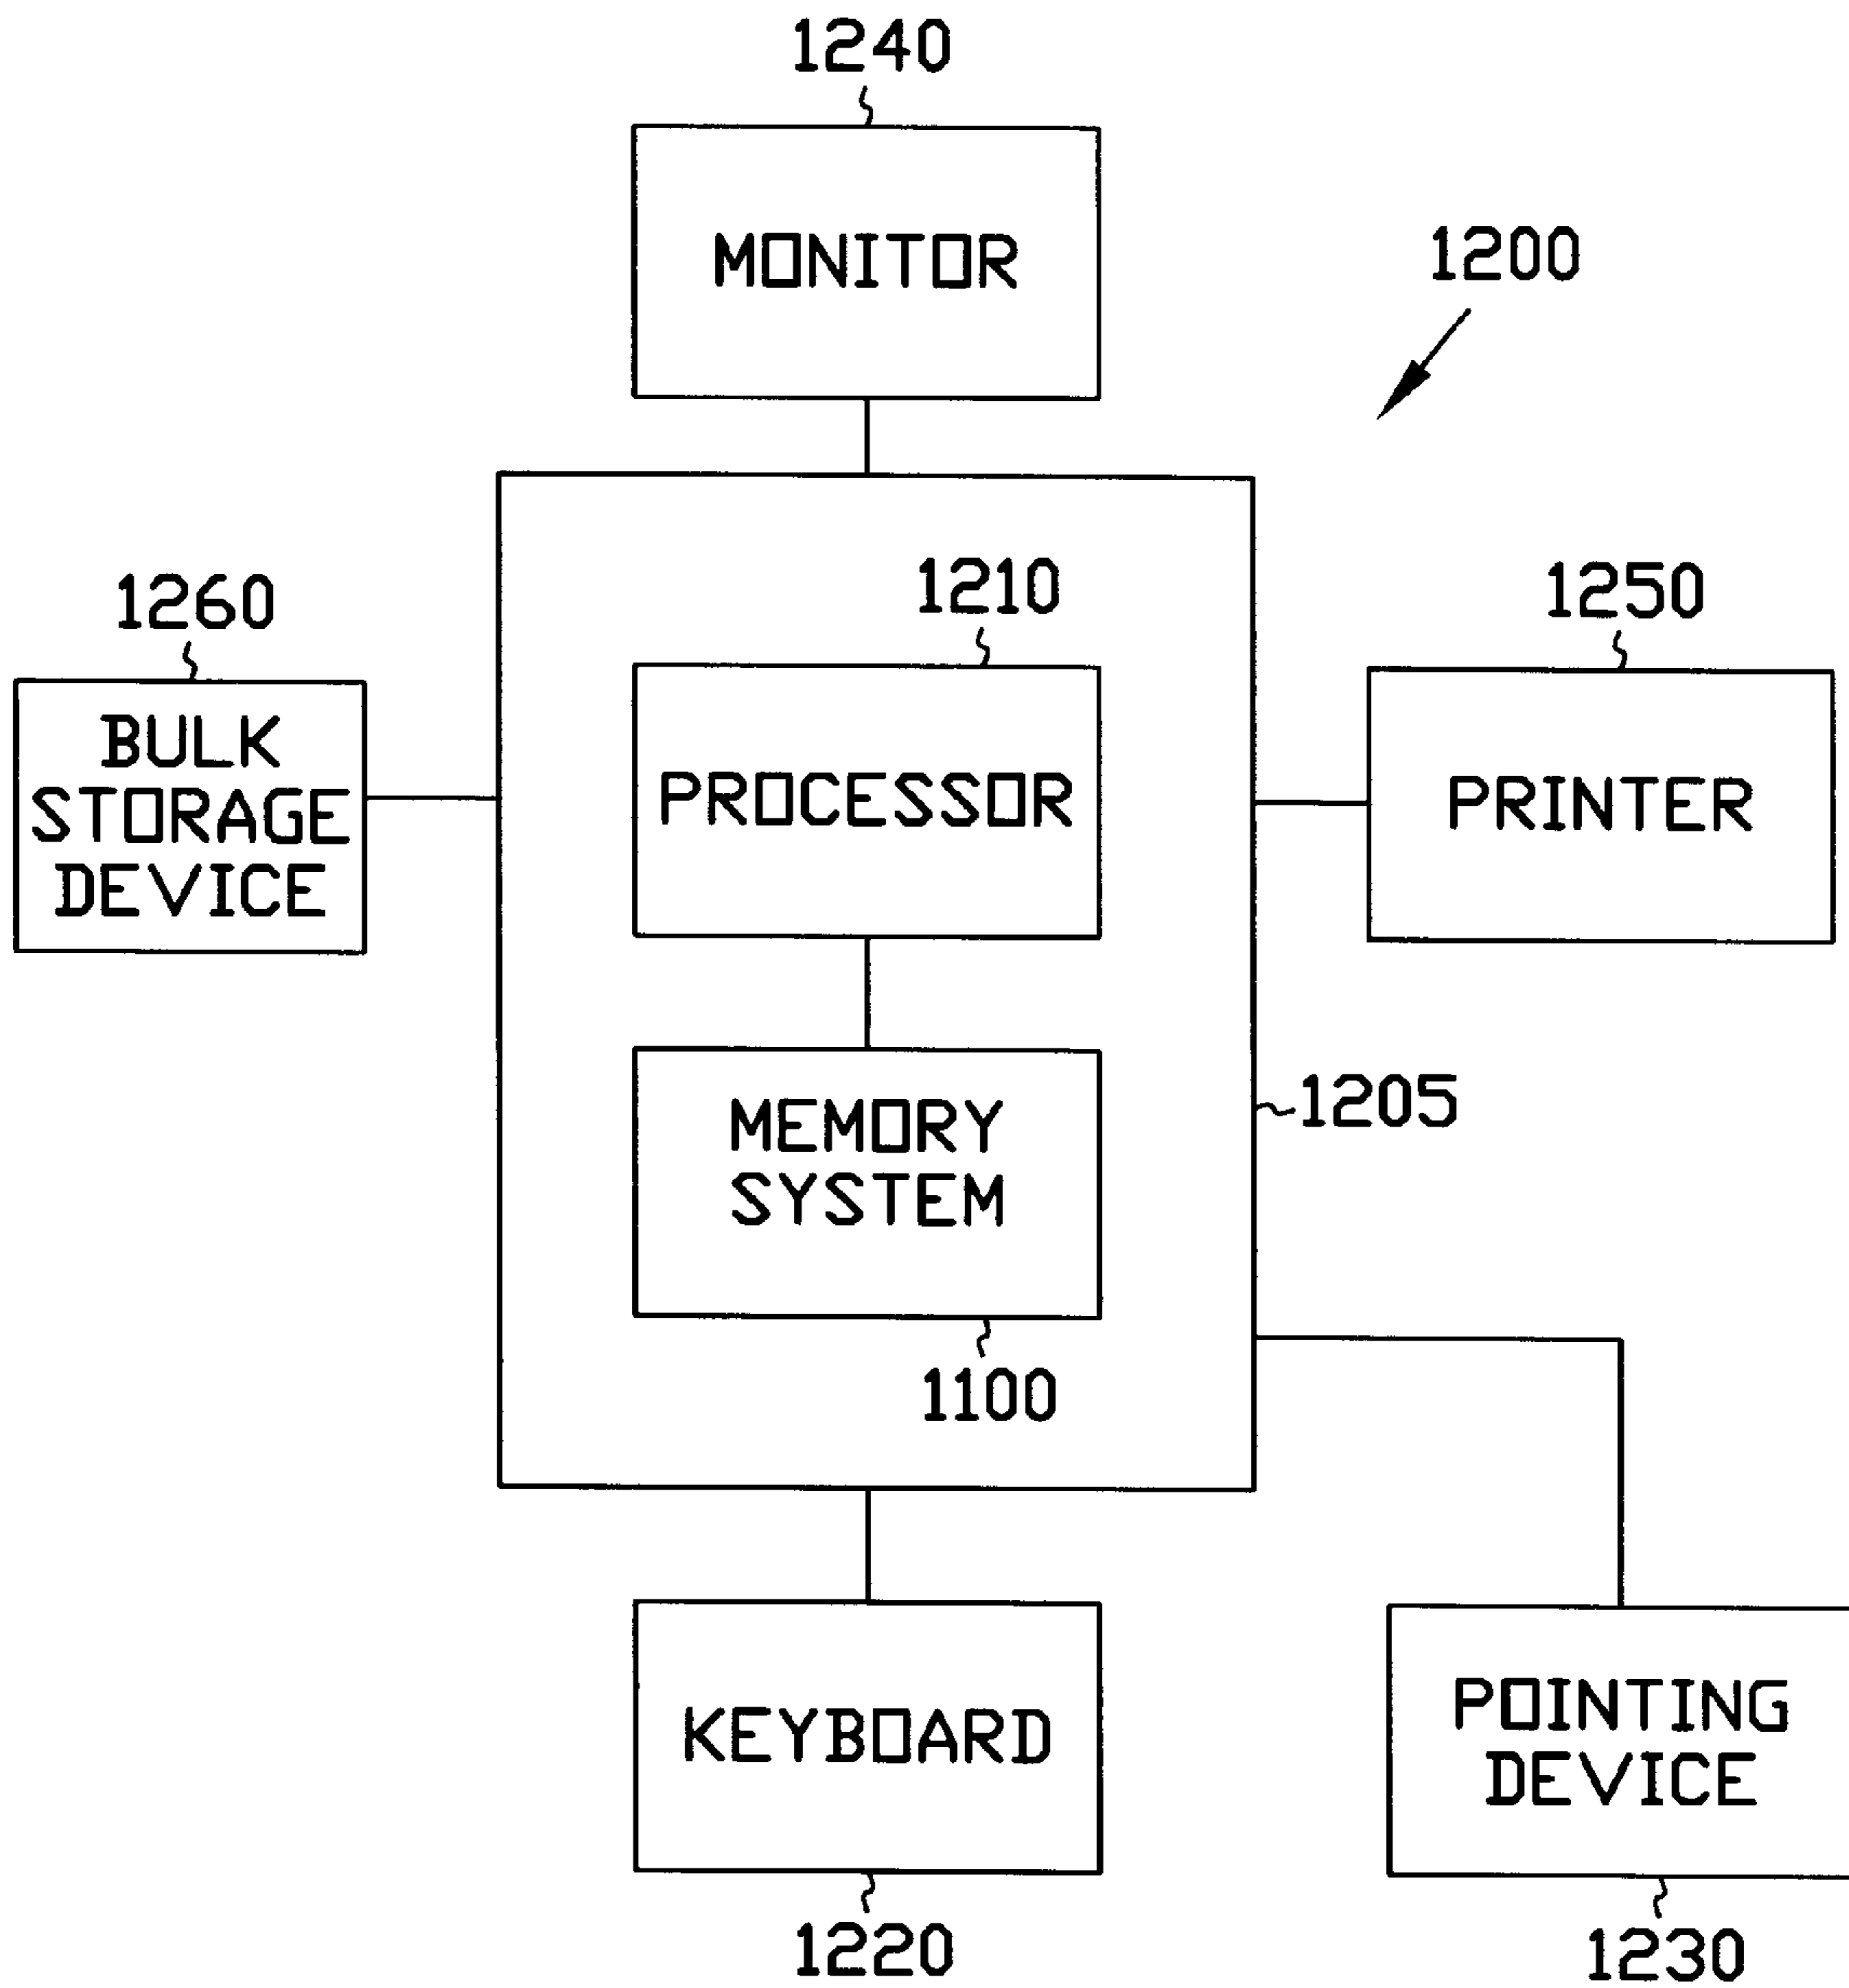 1240
MONITOR
1200
1260
1210
1250
BULK
STORAGE
DEVICE
PROCESSOR
PRINTER
MEMORY
SYSTEM
1205
1100
KEYBOARD
POINTING
DEVICE
1220
1230